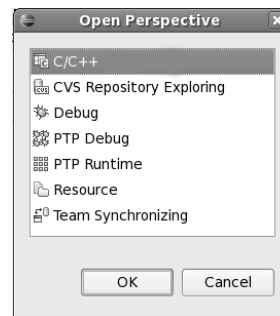 Open Perspective
C/C++
CVS Repository Exploring
Debug
PTP Debug
PTP Runtime
Resource
Team Synchronizing
OK Cancel